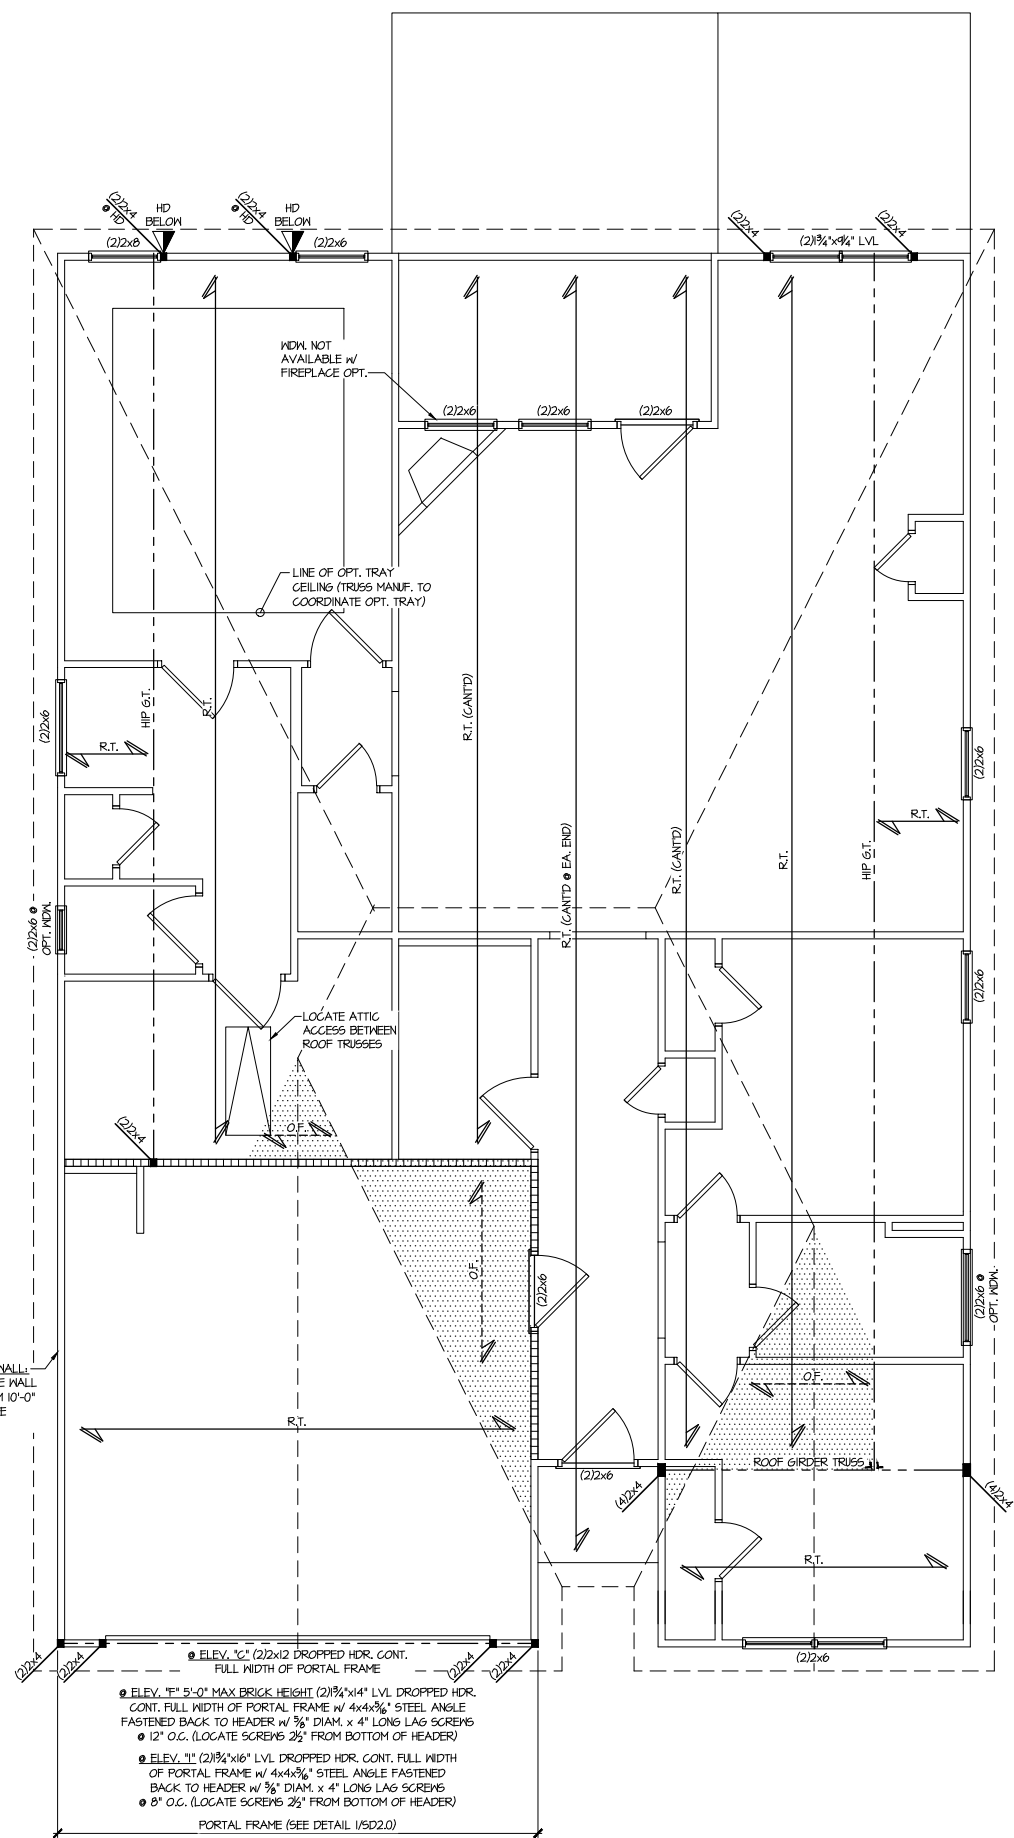 (2)2x4
@ HD
HD
BELOW
(2)2x4
@ HD
HD
BELOW
(2)2x8
(2)2x6
(2)2x4
(2)1¾"x9¼" LVL
(2)2x4
WDW. NOT
AVAILABLE W/
FIREPLACE OPT.
(2)2x6
(2)2x6
(2)2x6
LINE OF OPT. TRAY
CEILING (TRUSS MANUF. TO
COORDINATE OPT. TRAY)
HIP G.T.
R.T.
R.T. (CANT'D)
(2)2x6
R.T.
(2)2x6
R.T.
R.T. (CANT'D @ EA. END)
R.T. (CANT'D)
R.T.
HIP G.T.
(2)2x6 @
OPT. WDW.
(2)2x6
LOCATE ATTIC
ACCESS BETWEEN
ROOF TRUSSES
(2)2x4
O.F.
O.F.
(2)2x6
(2)2x6 @
OPT. WDW.
WALL:
E WALL
M 10'-0"
E
R.T.
O.F.
ROOF GIRDER TRUSS
(2)2x6
(4)2x4
(4)2x4
R.T.
(2)2x4
(2)2x4
(2)2x4
(2)2x4
(2)2x6
@ ELEV. "C" (2)2x12 DROPPED HDR. CONT.
FULL WIDTH OF PORTAL FRAME
@ ELEV. "F" 5'-0" MAX BRICK HEIGHT (2)1¾"x14" LVL DROPPED HDR.
CONT. FULL WIDTH OF PORTAL FRAME W/ 4x4x5/16" STEEL ANGLE
FASTENED BACK TO HEADER W/ ⅝" DIAM. x 4" LONG LAG SCREWS
@ 12" O.C. (LOCATE SCREWS 2½" FROM BOTTOM OF HEADER)
@ ELEV. "I" (2)1¾"x16" LVL DROPPED HDR. CONT. FULL WIDTH
OF PORTAL FRAME W/ 4x4x5/16" STEEL ANGLE FASTENED
BACK TO HEADER W/ ⅝" DIAM. x 4" LONG LAG SCREWS
@ 8" O.C. (LOCATE SCREWS 2½" FROM BOTTOM OF HEADER)
PORTAL FRAME (SEE DETAIL 1/SD2.0)